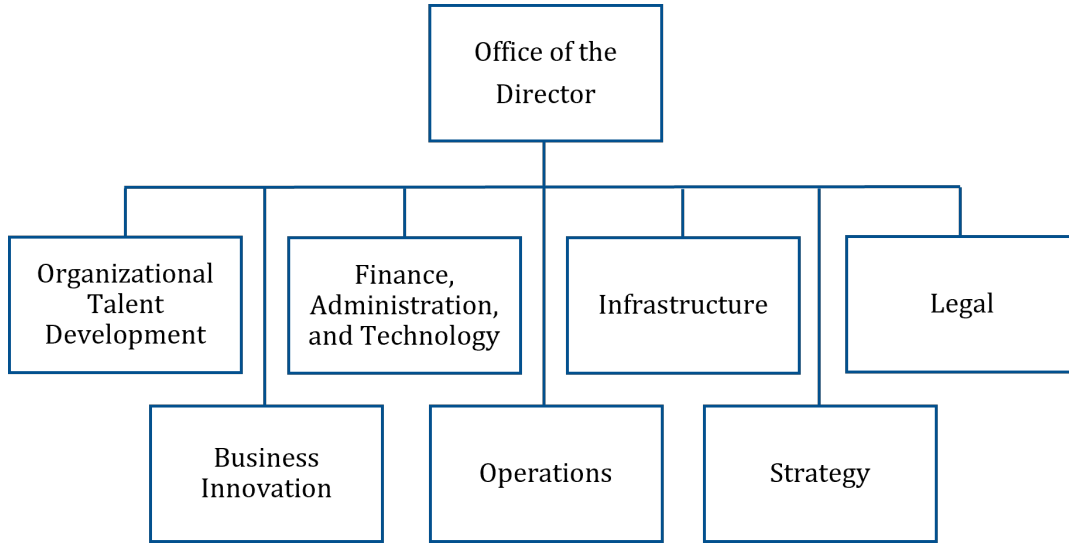 Office of the
Director
Organizational
Talent
Development
Finance,
Administration,
and Technology
Infrastructure
Legal
Business
Innovation
Operations
Strategy